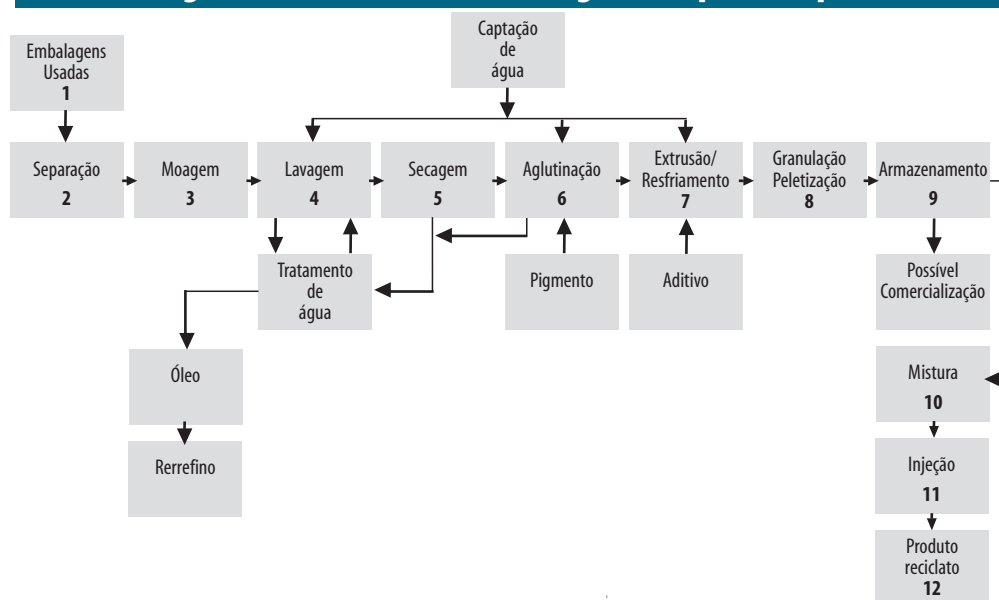 Captação
de
água
Embalagens
Usadas
1
Separação
2
Moagem
3
Lavagem
4
Secagem
5
Aglutinação
6
Extrusão/
Resfriamento
7
Granulação
Peletização
8
Armazenamento
9
Tratamento
de
água
Pigmento
Aditivo
Possível
Comercialização
Óleo
Rerrefino
Mistura
10
Injeção
11
Produto
reciclato
12